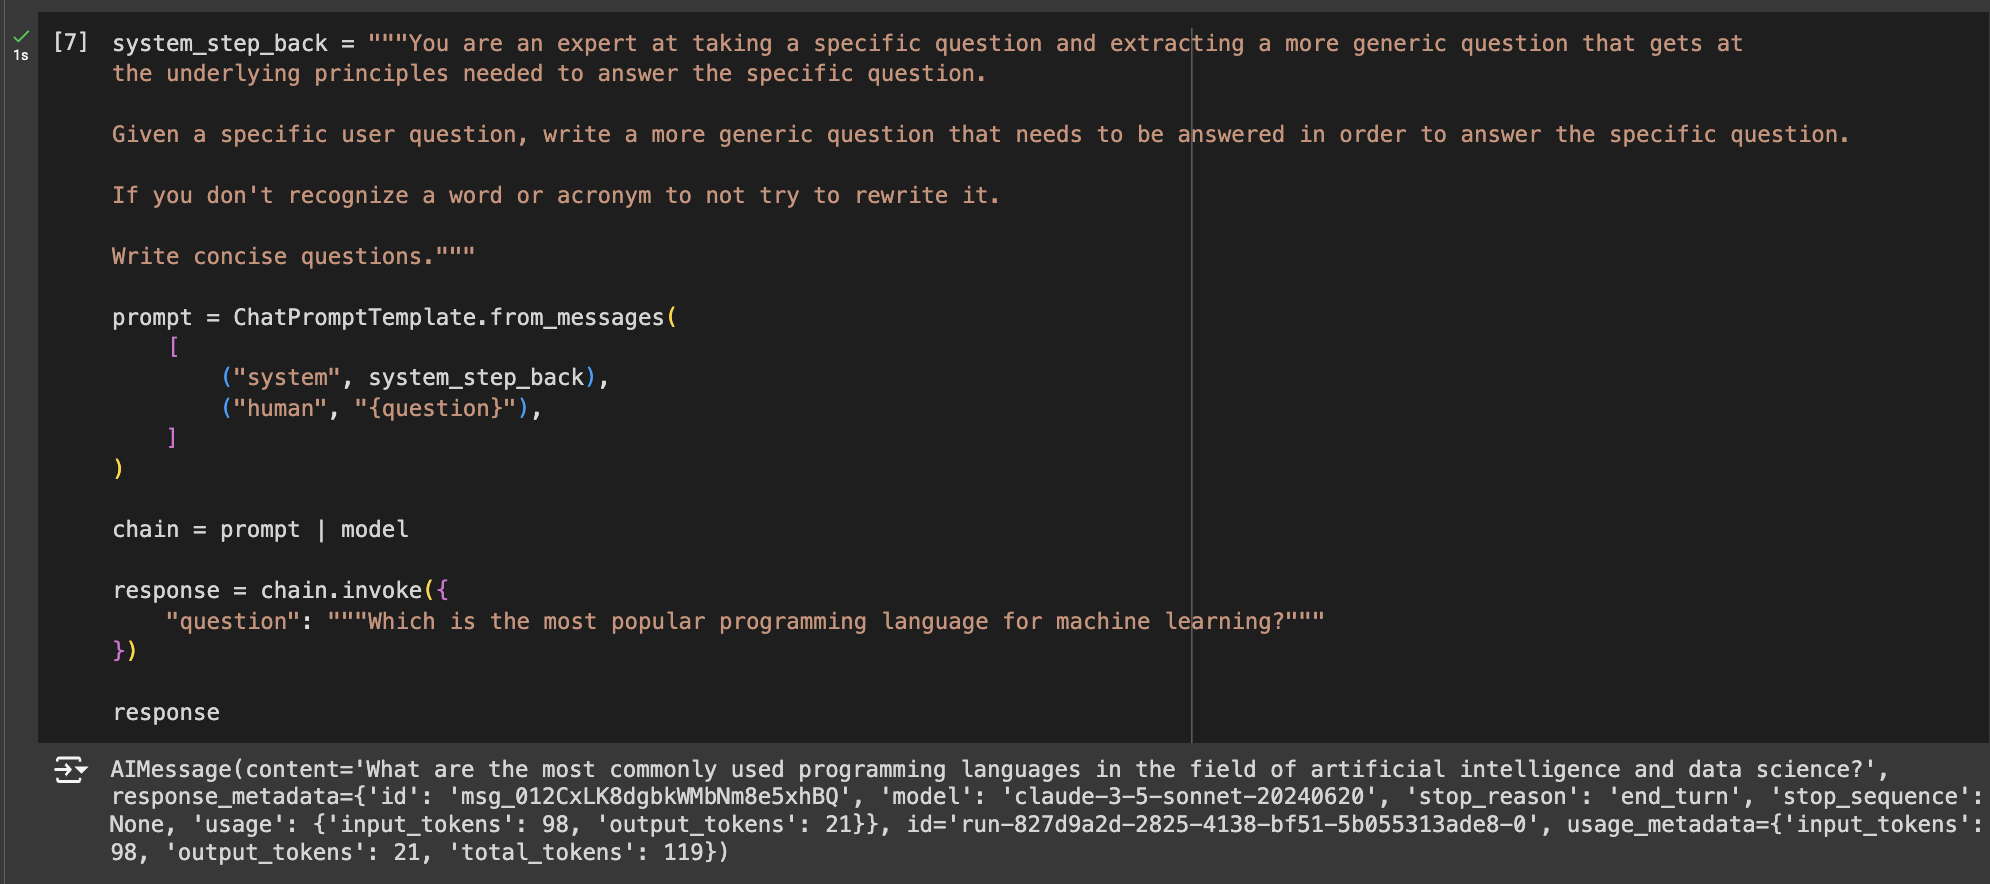 1s
[7] system_step_back = """You are an expert at taking a specific question and extracting a more generic question that gets at
the underlying principles needed to answer the specific question.
Given a specific user question, write a more generic question that needs to be answered in order to answer the specific question.
If you don't recognize a word or acronym to not try to rewrite it.
Write concise questions."""
prompt = ChatPromptTemplate.from_messages(
[
("system", system_step_back),
("human", "{question}"),
]
)
chain = prompt | model
response = chain.invoke({
"question": """Which is the most popular programming language for machine learning?"""
})
response
AIMessage(content='What are the most commonly used programming languages in the field of artificial intelligence and data science?',
response_metadata={'id': 'msg_012CxLK8dgbkWMbNm8e5xhBQ', 'model': 'claude-3-5-sonnet-20240620', 'stop_reason': 'end_turn', 'stop_sequence':
None, 'usage': {'input_tokens': 98, 'output_tokens': 21}}, id='run-827d9a2d-2825-4138-bf51-5b055313ade8-0', usage_metadata={'input_tokens':
98, 'output_tokens': 21, 'total_tokens': 119})